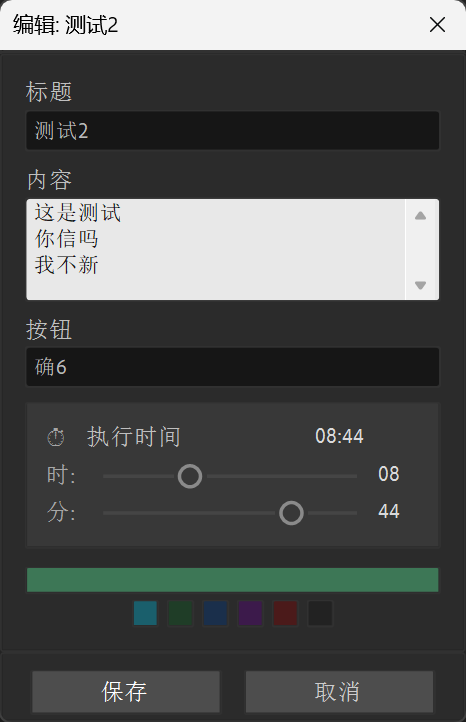 编辑: 测试2
标题
测试2
内容
这是测试
你信吗
我不新
按钮
确6
执行时间 08:44
时: 08
分: 44
保存 取消